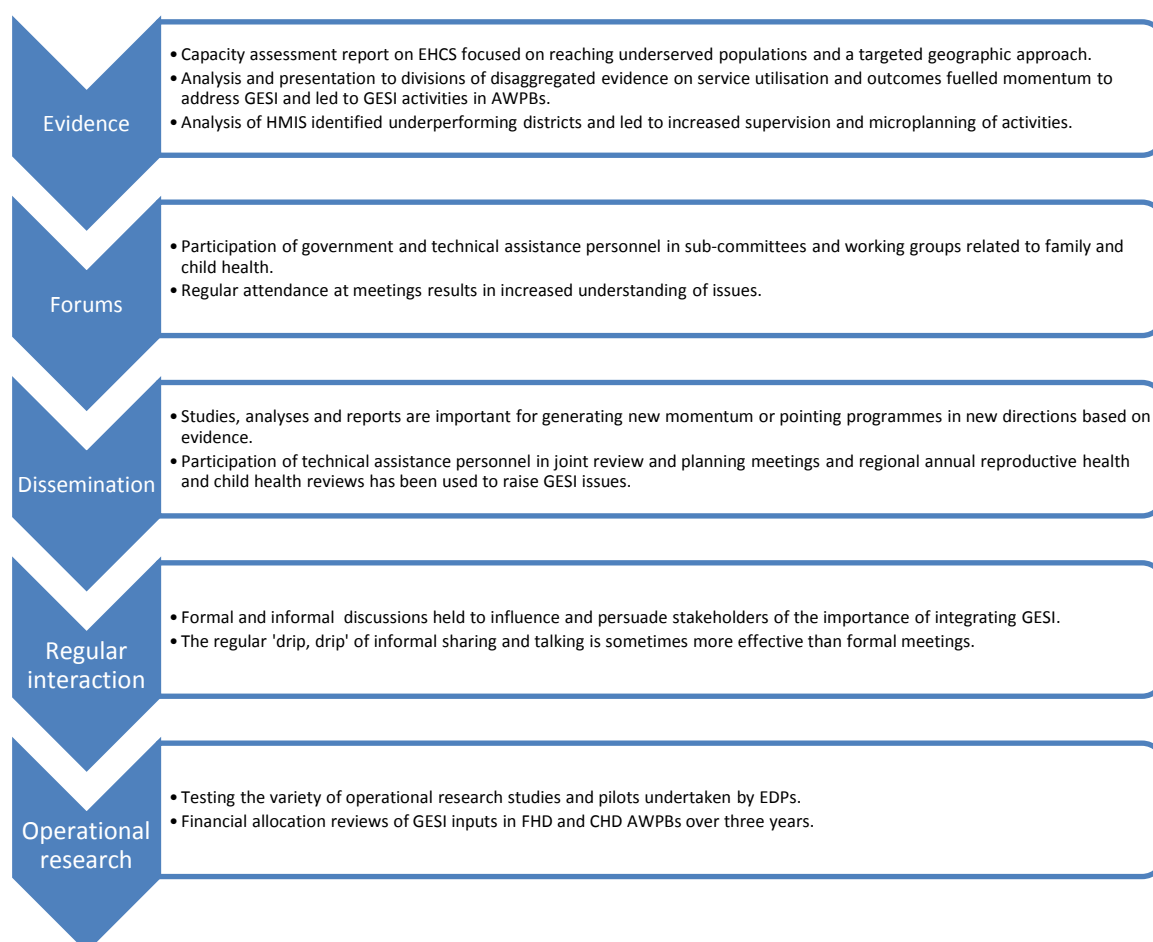 Evidence
• Capacity assessment report on EHCS focused on reaching underserved populations and a targeted geographic approach.
• Analysis and presentation to divisions of disaggregated evidence on service utilisation and outcomes fuelled momentum to
address GESI and led to GESI activities in AWPBs.
• Analysis of HMIS identified underperforming districts and led to increased supervision and microplanning of activities.
Forums
• Participation of government and technical assistance personnel in sub-committees and working groups related to family and
child health.
• Regular attendance at meetings results in increased understanding of issues.
Dissemination
• Studies, analyses and reports are important for generating new momentum or pointing programmes in new directions based on
evidence.
• Participation of technical assistance personnel in joint review and planning meetings and regional annual reproductive health
and child health reviews has been used to raise GESI issues.
Regular
interaction
• Formal and informal  discussions held to influence and persuade stakeholders of the importance of integrating GESI.
• The regular 'drip, drip' of informal sharing and talking is sometimes more effective than formal meetings.
Operational
research
• Testing the variety of operational research studies and pilots undertaken by EDPs.
• Financial allocation reviews of GESI inputs in FHD and CHD AWPBs over three years.